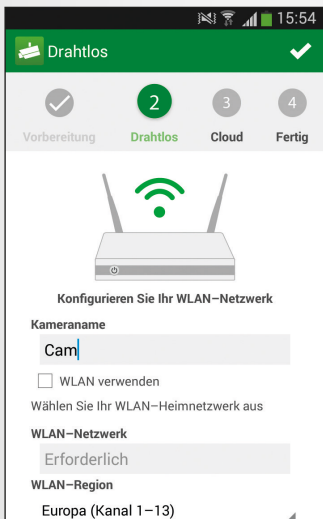 15:54
Drahtlos
2 3 4
Vorbereitung Drahtlos Cloud Fertig
Konfigurieren Sie Ihr WLAN–Netzwerk
Kameraname
Cam
WLAN verwenden
Wählen Sie Ihr WLAN–Heimnetzwerk aus
WLAN–Netzwerk
Erforderlich
WLAN–Region
Europa (Kanal 1–13)